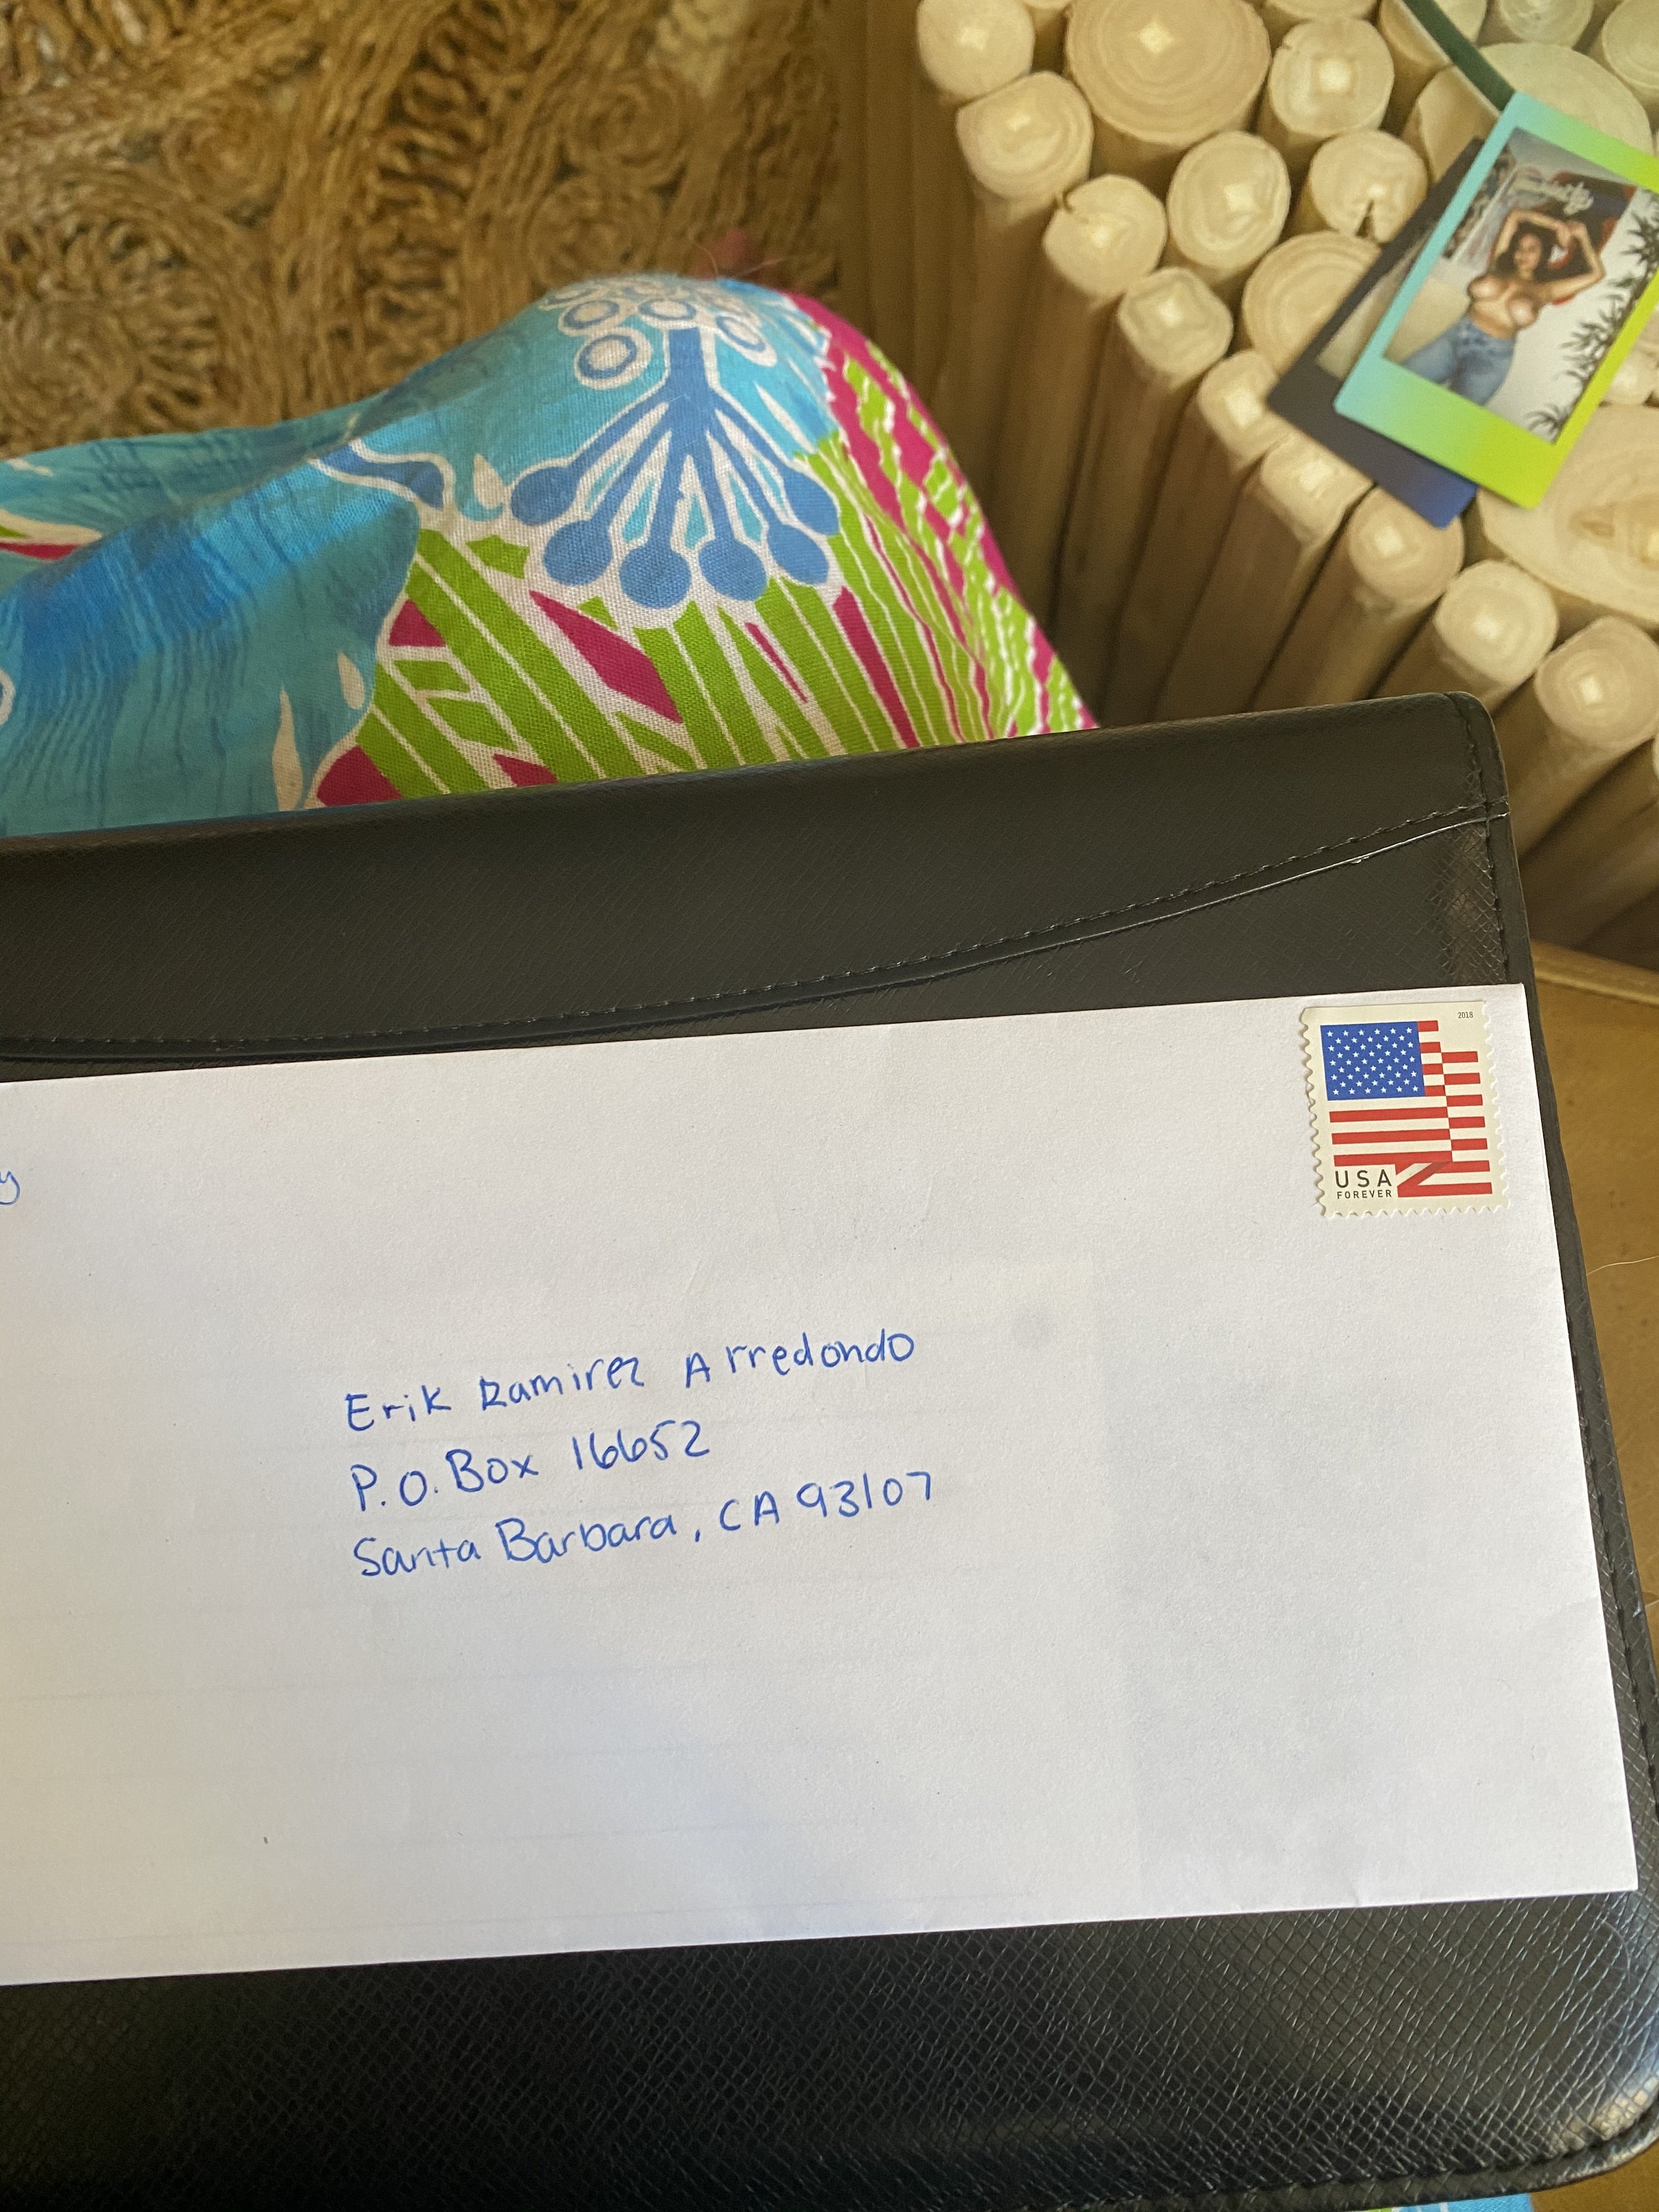 2018
USA
FOREVER
y
Erik Ramirez Arredondo
P.O. Box 16652
Santa Barbara, CA 93107